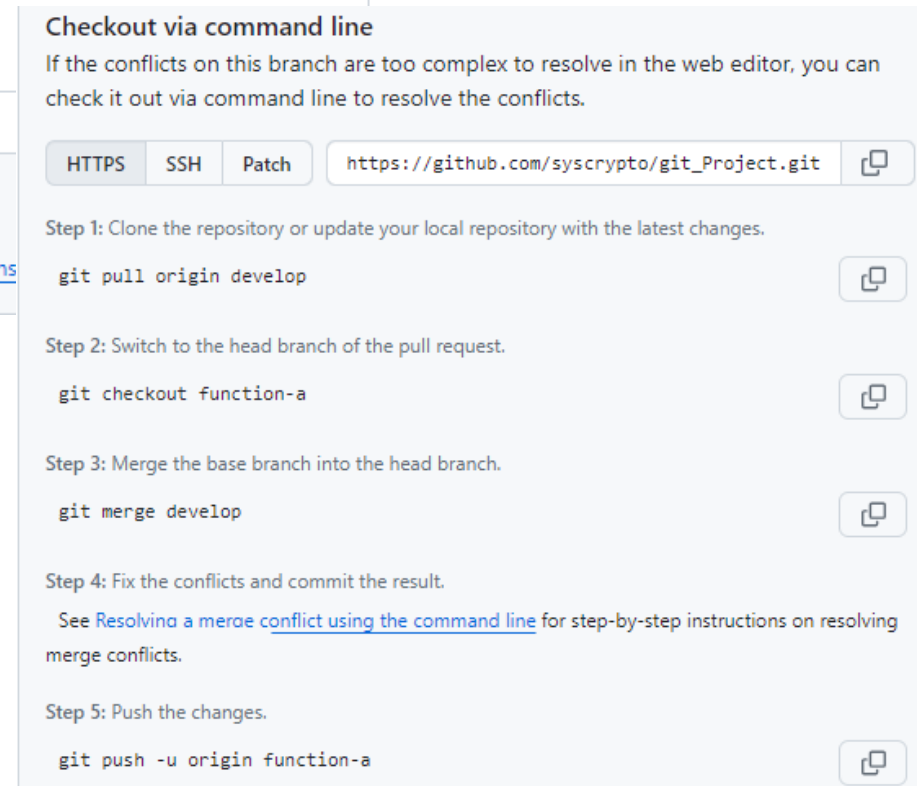 Checkout via command line
If the conflicts on this branch are too complex to resolve in the web editor, you can
check it out via command line to resolve the conflicts.
HTTPS SSH Patch https://github.com/syscrypto/git_Project.git
Step 1: Clone the repository or update your local repository with the latest changes.
ns
git pull origin develop
Step 2: Switch to the head branch of the pull request.
git checkout function-a
Step 3: Merge the base branch into the head branch.
git merge develop
Step 4: Fix the conflicts and commit the result.
See Resolving a merge conflict using the command line for step-by-step instructions on resolving
merge conflicts.
Step 5: Push the changes.
git push -u origin function-a